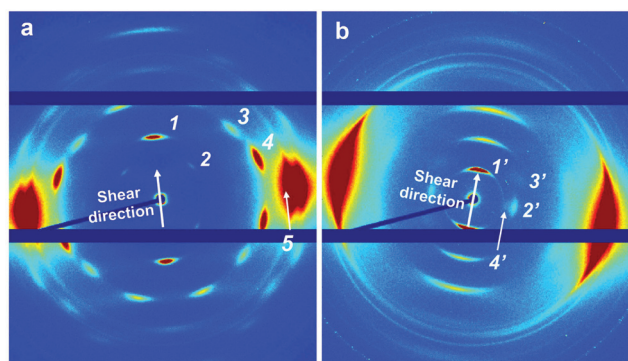 a
1
2
3
4
5
Shear
direction
b
1'
2'
3'
4'
Shear
direction